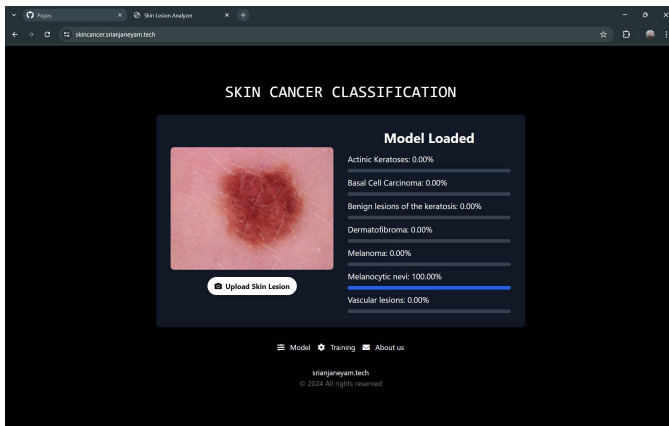 Pages
Skin Lesion Analyzer
skincancer.srianjaneyam.tech
SKIN CANCER CLASSIFICATION
Model Loaded
Actinic Keratoses: 0.00%
Basal Cell Carcinoma: 0.00%
Benign lesions of the keratosis: 0.00%
Dermatofibroma: 0.00%
Melanoma: 0.00%
Melanocytic nevi: 100.00%
Vascular lesions: 0.00%
Upload Skin Lesion
Model Training About us
srianjaneyam.tech
© 2024 All rights reserved